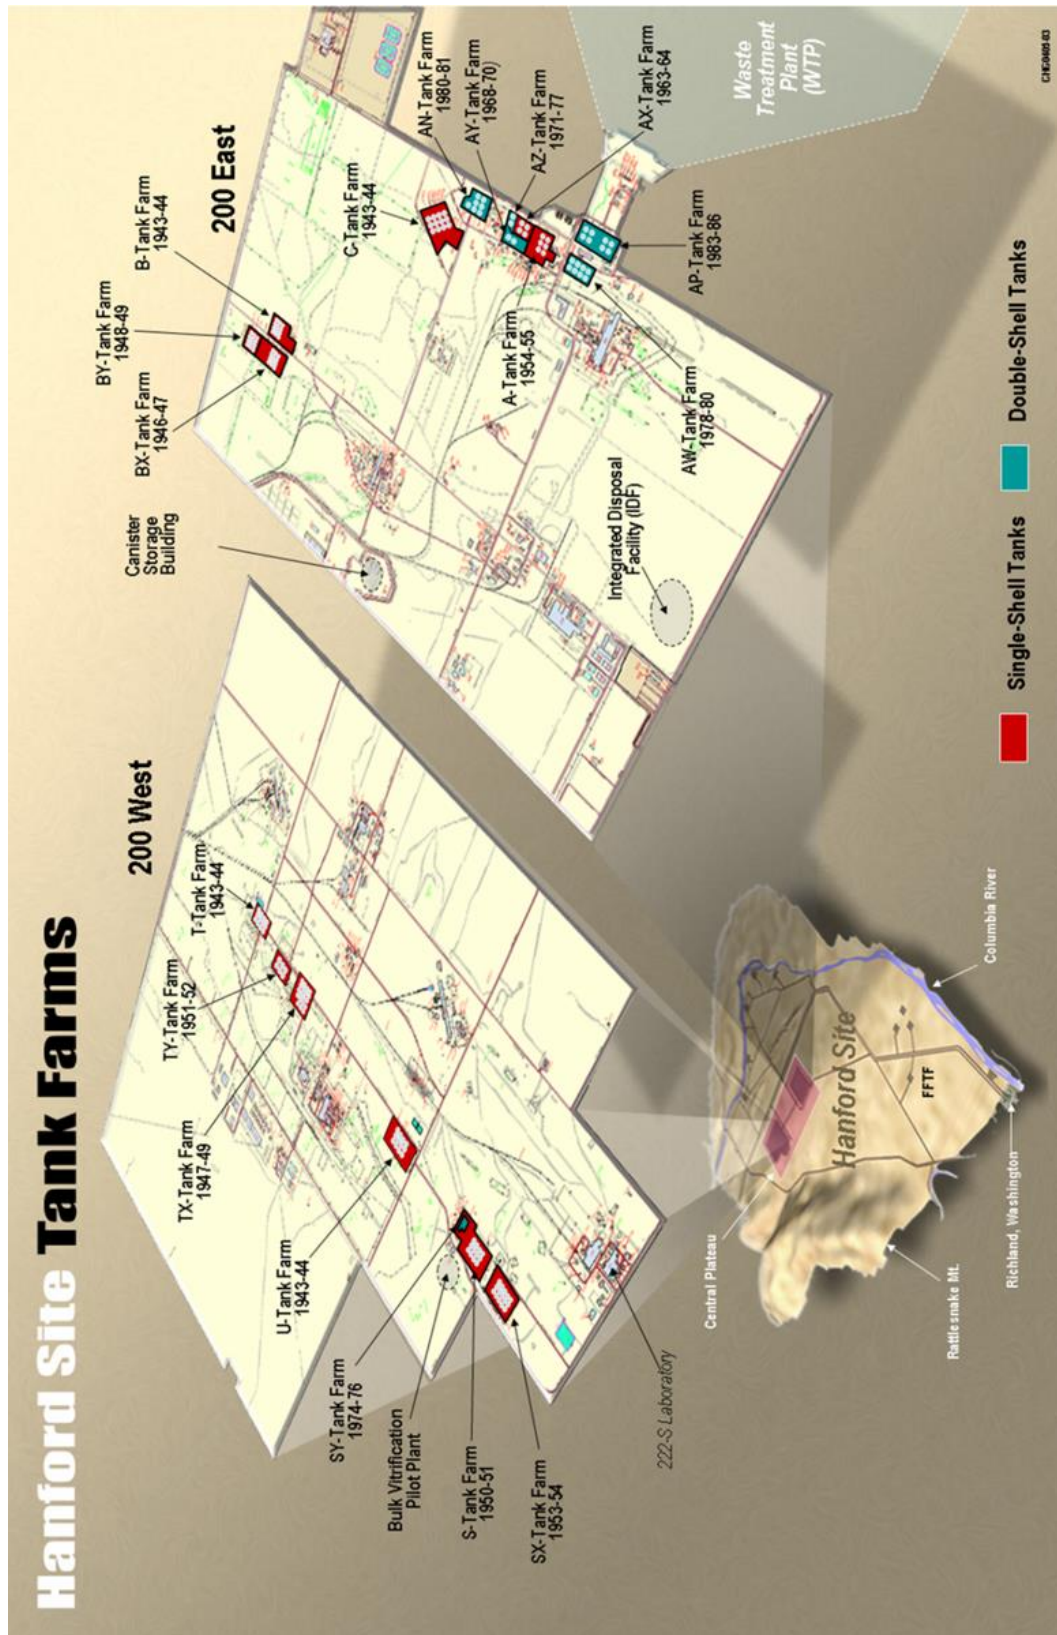 Hanford Site Tank Farms
200 West
200 East
T-Tank Farm
1943-44
TY-Tank Farm
1951-52
TX-Tank Farm
1947-49
U-Tank Farm
1943-44
SY-Tank Farm
1974-76
Bulk Vitrification
Pilot Plant
S-Tank Farm
1950-51
SX-Tank Farm
1953-54
222-S Laboratory
Canister
Storage
Building
BX-Tank Farm
1946-47
BY-Tank Farm
1948-49
B-Tank Farm
1943-44
C-Tank Farm
1943-44
AN-Tank Farm
1980-81
AY-Tank Farm
1968-70)
AZ-Tank Farm
1971-77
AX-Tank Farm
1963-64
A-Tank Farm
1954-55
AP-Tank Farm
1983-86
AW-Tank Farm
1978-80
Integrated Disposal
Facility (IDF)
Waste
Treatment
Plant
(WTP)
Central Plateau
Hanford Site
FFTF
Columbia River
Rattlesnake Mt.
Richland, Washington
Single-Shell Tanks
Double-Shell Tanks